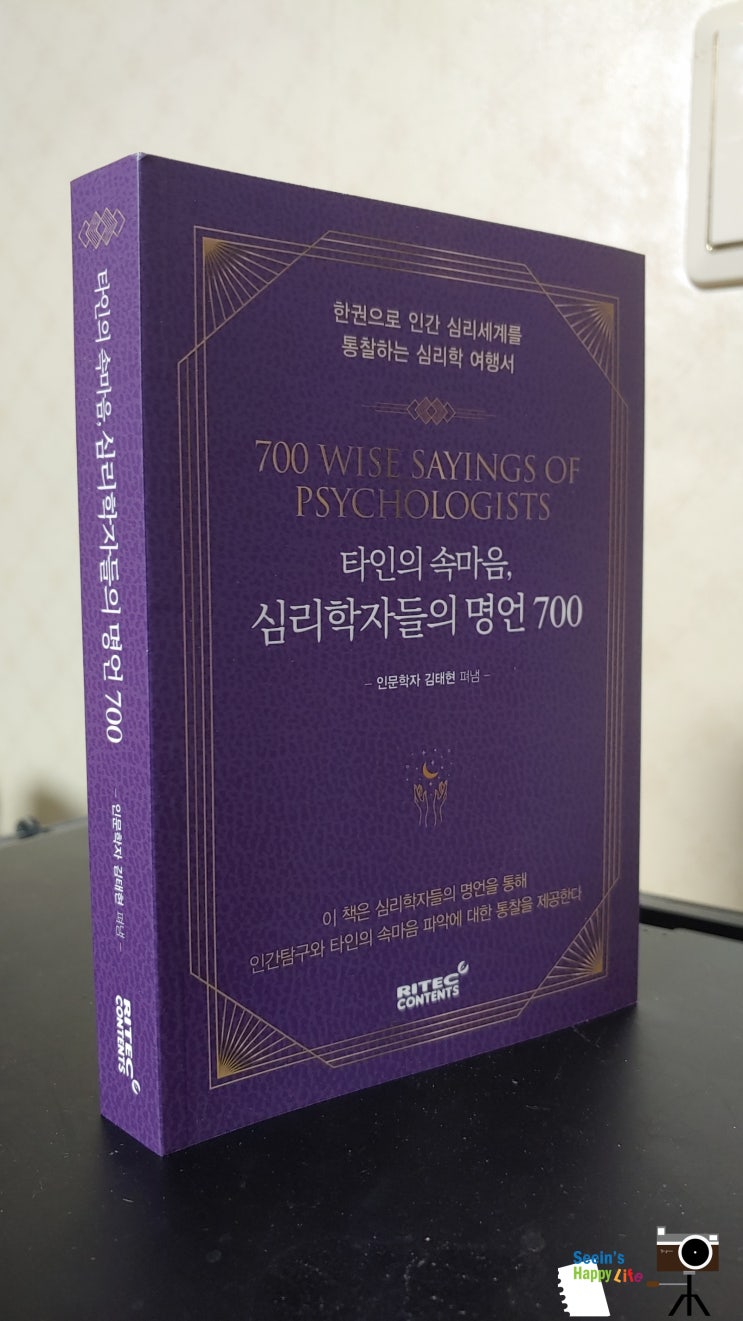 타인의 속마음, 심리학자들의 명언 700
- 인문학자 김태현 펴냄 -
RITEC
CONTENTS
한권으로 인간 심리세계를
통찰하는 심리학 여행서
700 WISE SAYINGS OF
PSYCHOLOGISTS
타인의 속마음,
심리학자들의 명언 700
- 인문학자 김태현 펴냄 -
이 책은 심리학자들의 명언을 통해
인간탐구와 타인의 속마음 파악에 대한 통찰을 제공한다
RITEC
CONTENTS
Seein's
Happy Life